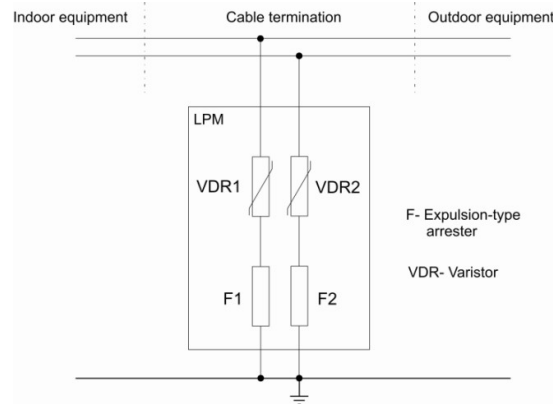 Indoor equipment
Cable termination
Outdoor equipment
LPM
VDR1
VDR2
F- Expulsion-type
arrester
VDR- Varistor
F1
F2